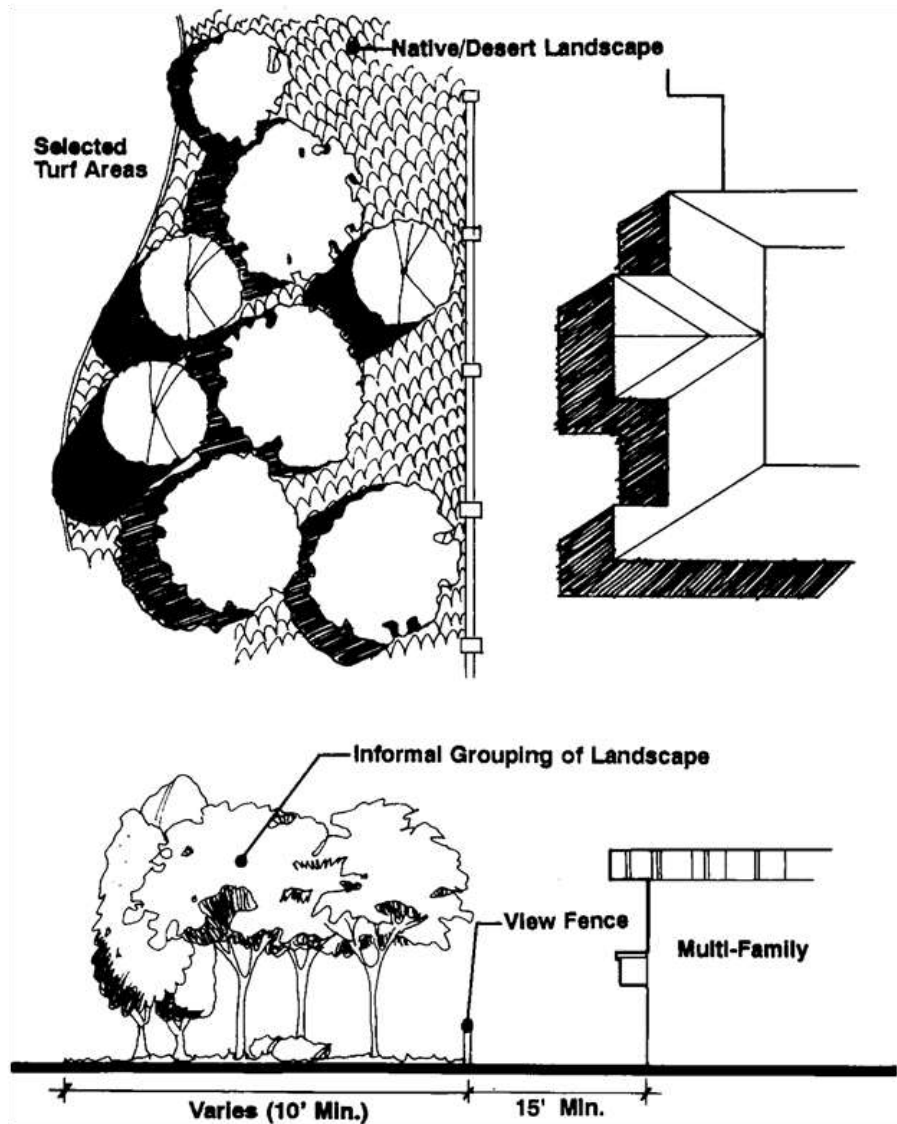 Native/Desert Landscape
Selected
Turf Areas
Informal Grouping of Landscape
View Fence
Multi-Family
Varies (10' Min.)
15' Min.